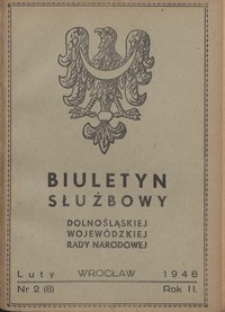 BIULETYN
SŁUŻBOWY
DOLNOŚLĄSKIEJ
WOJEWÓDZKIEJ
RADY NARODOWEJ
Luty WROCŁAW 1948
Nr 2 (6) Rok II.